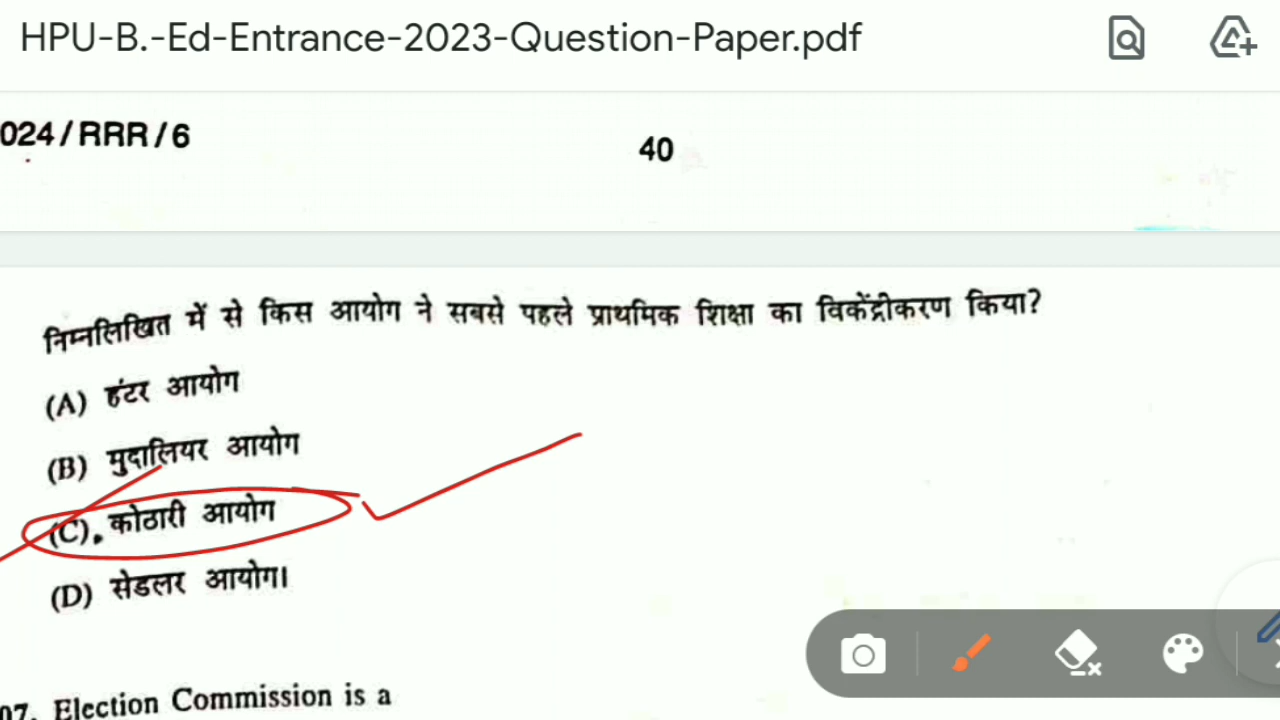 HPU-B.-Ed-Entrance-2023-Question-Paper.pdf
024/RRR/6
40
निम्नलिखित में से किस आयोग ने सबसे पहले प्राथमिक शिक्षा का विकेंद्रीकरण किया?
(A) हंटर आयोग
(B) मुदालियर आयोग
(C) कोठारी आयोग
(D) सेडलर आयोग।
07. Election Commission is a